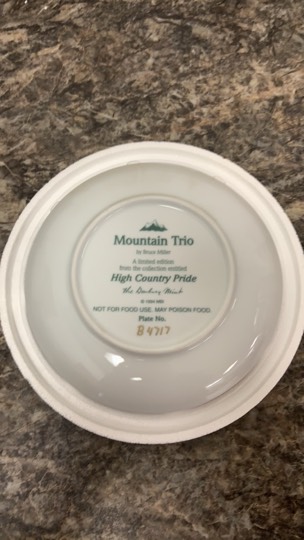 Mountain Trio
by Bruce Miller
A limited edition
from the collection entitled
High Country Pride
The Danbury Mint
NOT FOR FOOD USE. MAY POISON FOOD.
Plate No.
B4717